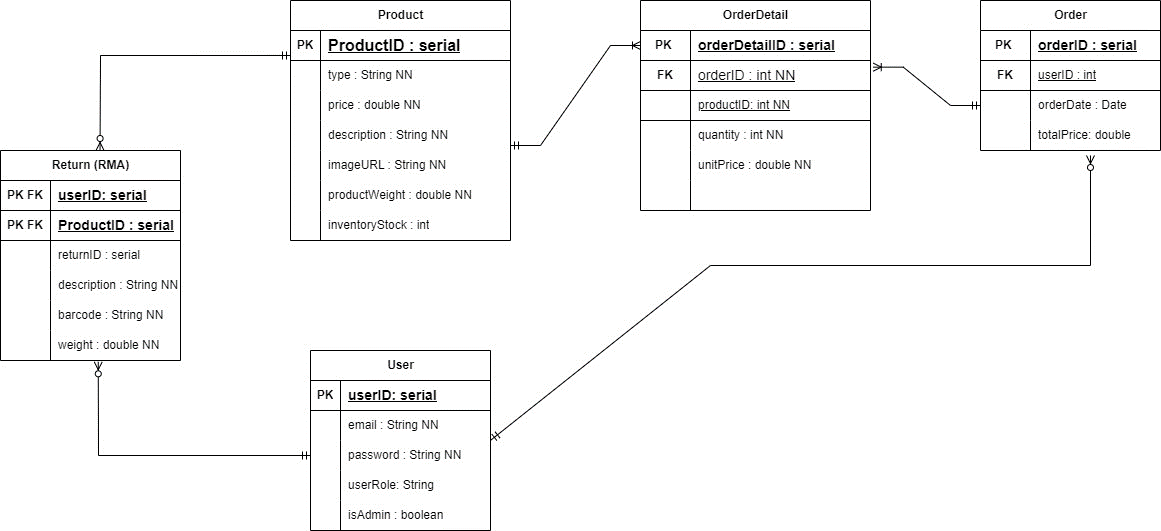 Product
PK ProductID : serial
type : String NN
price : double NN
description : String NN
imageURL : String NN
productWeight : double NN
inventoryStock : int
OrderDetail
PK orderDetailID : serial
FK orderID : int NN
productID: int NN
quantity : int NN
unitPrice : double NN
Order
PK orderID : serial
FK userID : int
orderDate : Date
totalPrice: double
Return (RMA)
PK FK userID: serial
PK FK ProductID : serial
returnID : serial
description : String NN
barcode : String NN
weight : double NN
User
PK userID: serial
email : String NN
password : String NN
userRole: String
isAdmin : boolean